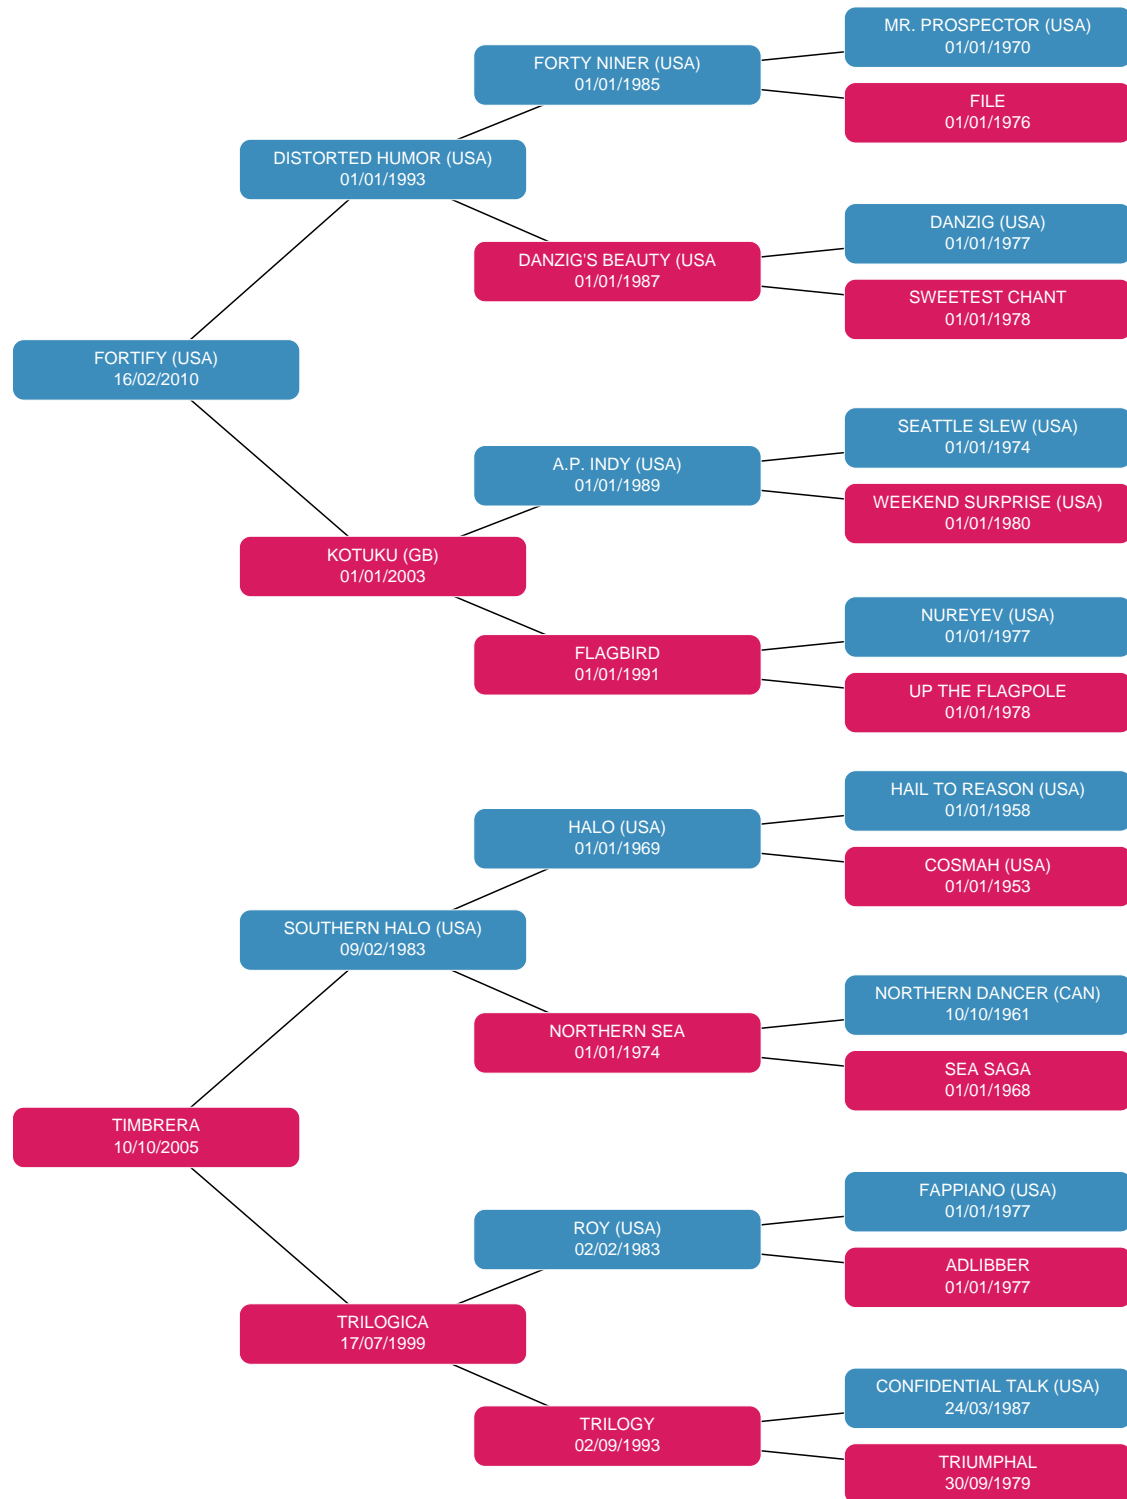 MR. PROSPECTOR (USA)
01/01/1970
FORTY NINER (USA)
01/01/1985
FILE
01/01/1976
DISTORTED HUMOR (USA)
01/01/1993
DANZIG (USA)
01/01/1977
DANZIG'S BEAUTY (USA
01/01/1987
SWEETEST CHANT
01/01/1978
FORTIFY (USA)
16/02/2010
SEATTLE SLEW (USA)
01/01/1974
A.P. INDY (USA)
01/01/1989
WEEKEND SURPRISE (USA)
01/01/1980
KOTUKU (GB)
01/01/2003
NUREYEV (USA)
01/01/1977
FLAGBIRD
01/01/1991
UP THE FLAGPOLE
01/01/1978
HAIL TO REASON (USA)
01/01/1958
HALO (USA)
01/01/1969
COSMAH (USA)
01/01/1953
SOUTHERN HALO (USA)
09/02/1983
NORTHERN DANCER (CAN)
10/10/1961
NORTHERN SEA
01/01/1974
SEA SAGA
01/01/1968
TIMBRERA
10/10/2005
FAPPIANO (USA)
01/01/1977
ROY (USA)
02/02/1983
ADLIBBER
01/01/1977
TRILOGICA
17/07/1999
CONFIDENTIAL TALK (USA)
24/03/1987
TRILOGY
02/09/1993
TRIUMPHAL
30/09/1979